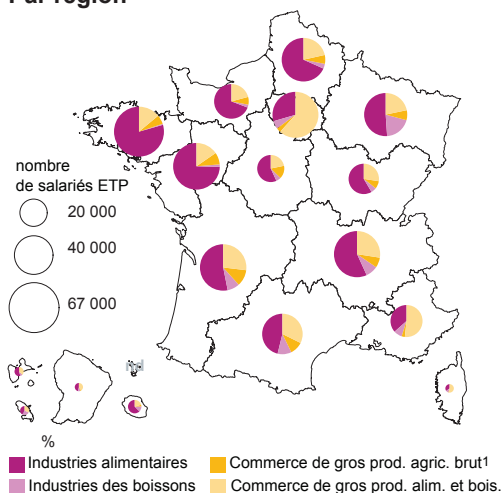 Par région
nombre
de salariés ETP
20 000
40 000
67 000
nd
%
Industries alimentaires
Commerce de gros prod. agric. brut¹
Industries des boissons
Commerce de gros prod. alim. et bois.